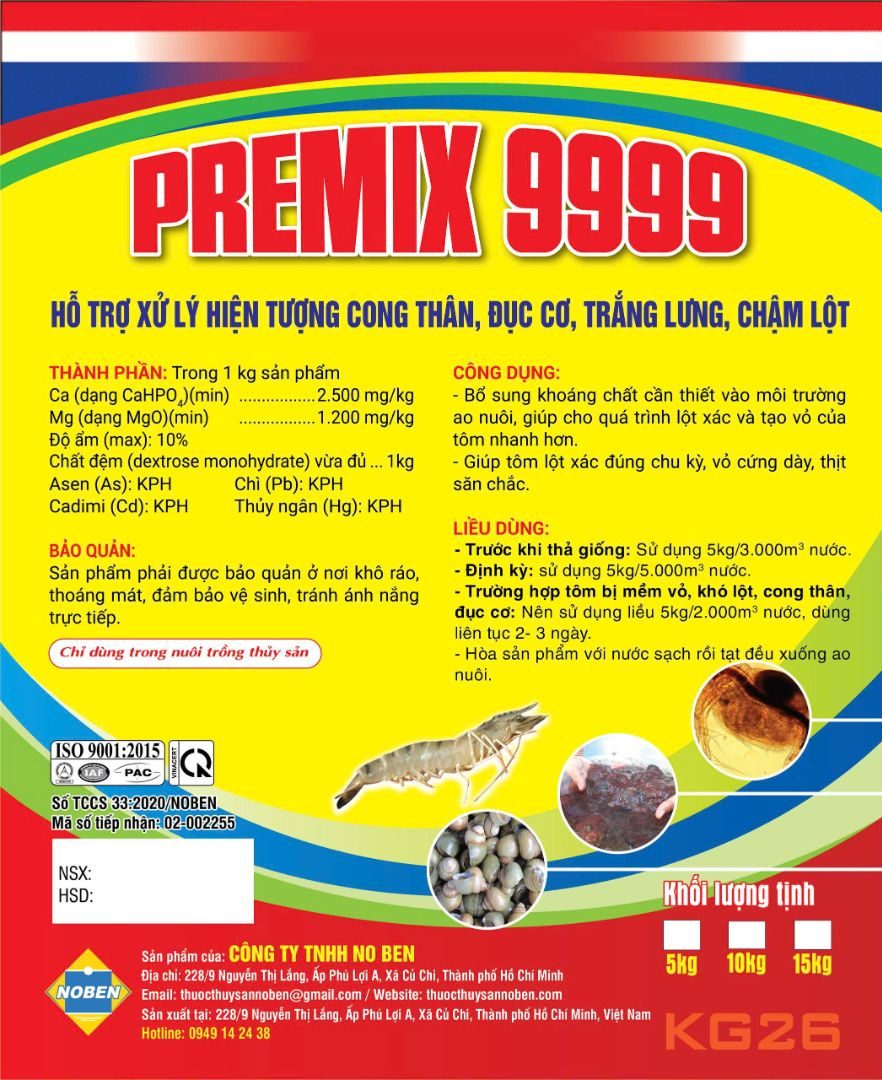 PREMIX 9999
HỖ TRỢ XỬ LÝ HIỆN TƯỢNG CONG THÂN, ĐỤC CƠ, TRẮNG LƯNG, CHẬM LỘT
THÀNH PHẦN: Trong 1 kg sản phẩm
Ca (dạng CaHPO4)(min) .................2.500 mg/kg
Mg (dạng MgO)(min) .................1.200 mg/kg
Độ ẩm (max): 10%
Chất đệm (dextrose monohydrate) vừa đủ ... 1kg
Asen (As): KPH Chì (Pb): KPH
Cadimi (Cd): KPH Thủy ngân (Hg): KPH
BẢO QUẢN:
Sản phẩm phải được bảo quản ở nơi khô ráo,
thoáng mát, đảm bảo vệ sinh, tránh ánh nắng
trực tiếp.
Chỉ dùng trong nuôi trồng thủy sản
CÔNG DỤNG:
- Bổ sung khoáng chất cần thiết vào môi trường
ao nuôi, giúp cho quá trình lột xác và tạo vỏ của
tôm nhanh hơn.
- Giúp tôm lột xác đúng chu kỳ, vỏ cứng dày, thịt
săn chắc.
LIỀU DÙNG:
- Trước khi thả giống: Sử dụng 5kg/3.000m³ nước.
- Định kỳ: sử dụng 5kg/5.000m³ nước.
- Trường hợp tôm bị mềm vỏ, khó lột, cong thân,
đục cơ: Nên sử dụng liều 5kg/2.000m³ nước, dùng
liên tục 2- 3 ngày.
- Hòa sản phẩm với nước sạch rồi tạt đều xuống ao
nuôi.
ISO 9001:2015
IAF PAC VINACERT
Số TCCS 33:2020/NOBEN
Mã số tiếp nhận: 02-002255
NSX:
HSD:
Khối lượng tịnh
5kg 10kg 15kg
NOBEN
Sản phẩm của: CÔNG TY TNHH NO BEN
Địa chỉ: 228/9 Nguyễn Thị Lắng, Ấp Phú Lợi A, Xã Củ Chi, Thành phố Hồ Chí Minh
Email: thuocthuysannoben@gmail.com / Website: thuocthuysannoben.com
Sản xuất tại: 228/9 Nguyễn Thị Lắng, Ấp Phú Lợi A, Xã Củ Chi, Thành phố Hồ Chí Minh, Việt Nam
Hotline: 0949 14 24 38
KG26